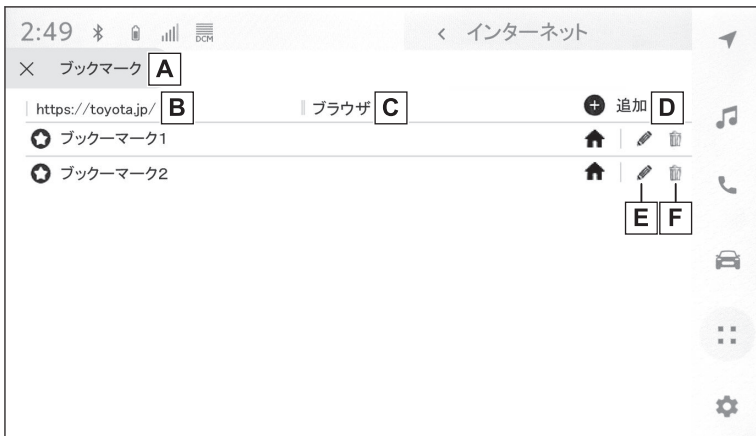 2:49 DCM < インターネット
× ブックマーク A
https://toyota.jp/ B ブラウザ C 追加 D
ブックーマーク1
ブックーマーク2
E F